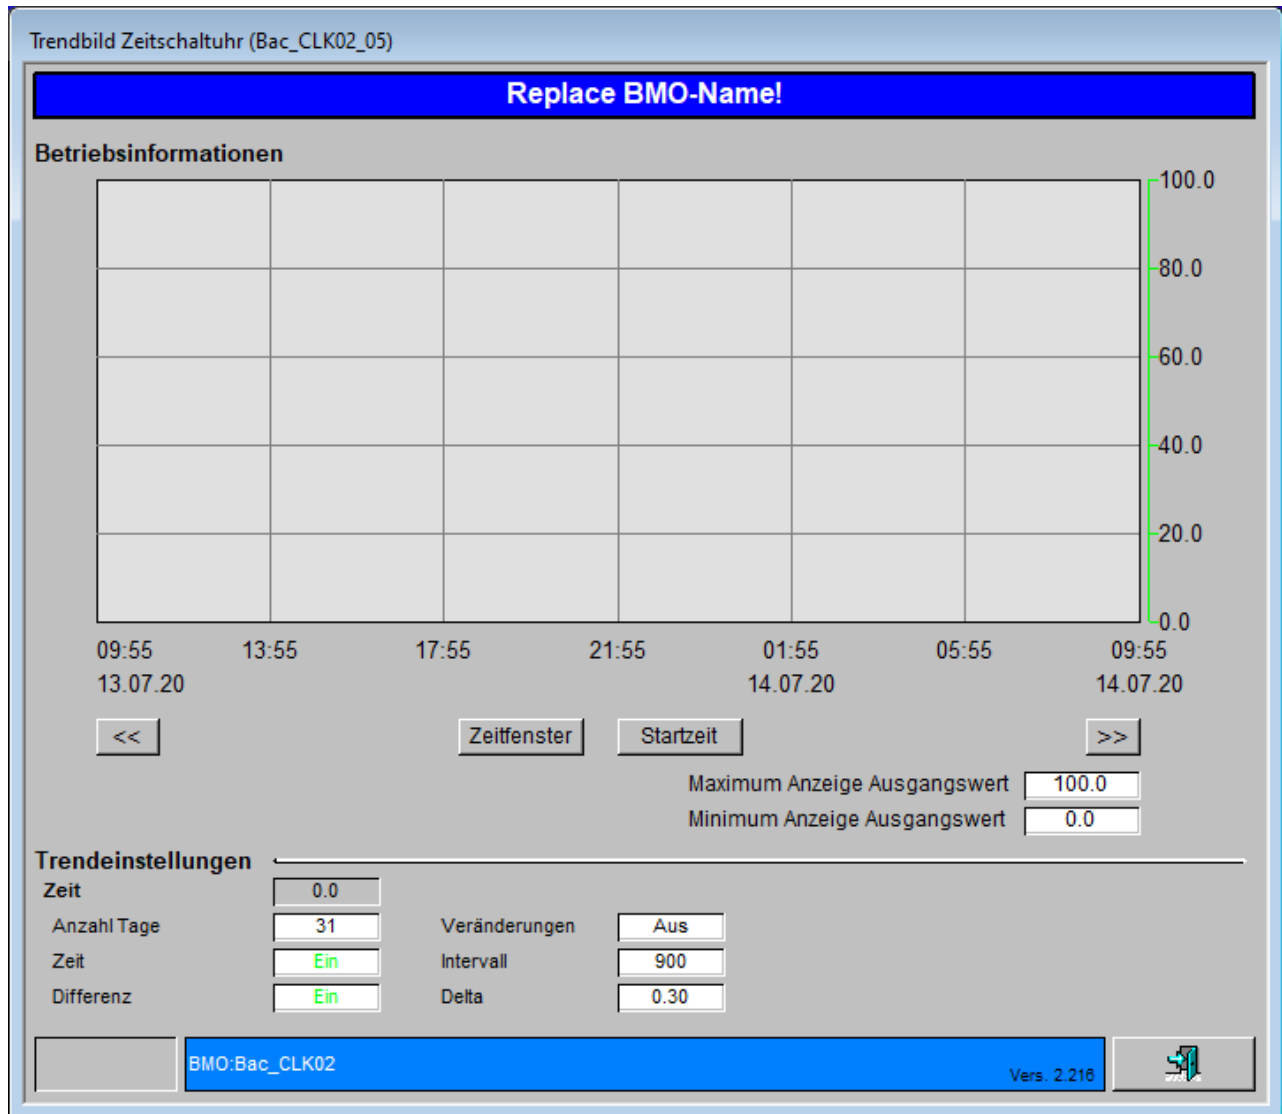 Trendbild Zeitschaltuhr (Bac_CLK02_05)
Replace BMO-Name!
Betriebsinformationen
100.0
80.0
60.0
40.0
20.0
0.0
09:55 13:55 17:55 21:55 01:55 05:55 09:55
13.07.20 14.07.20 14.07.20
<< Zeitfenster Startzeit >>
Maximum Anzeige Ausgangswert 100.0
Minimum Anzeige Ausgangswert 0.0
Trendeinstellungen
Zeit 0.0
Anzahl Tage 31 Veränderungen Aus
Zeit Ein Intervall 900
Differenz Ein Delta 0.30
BMO:Bac_CLK02
Vers. 2.216